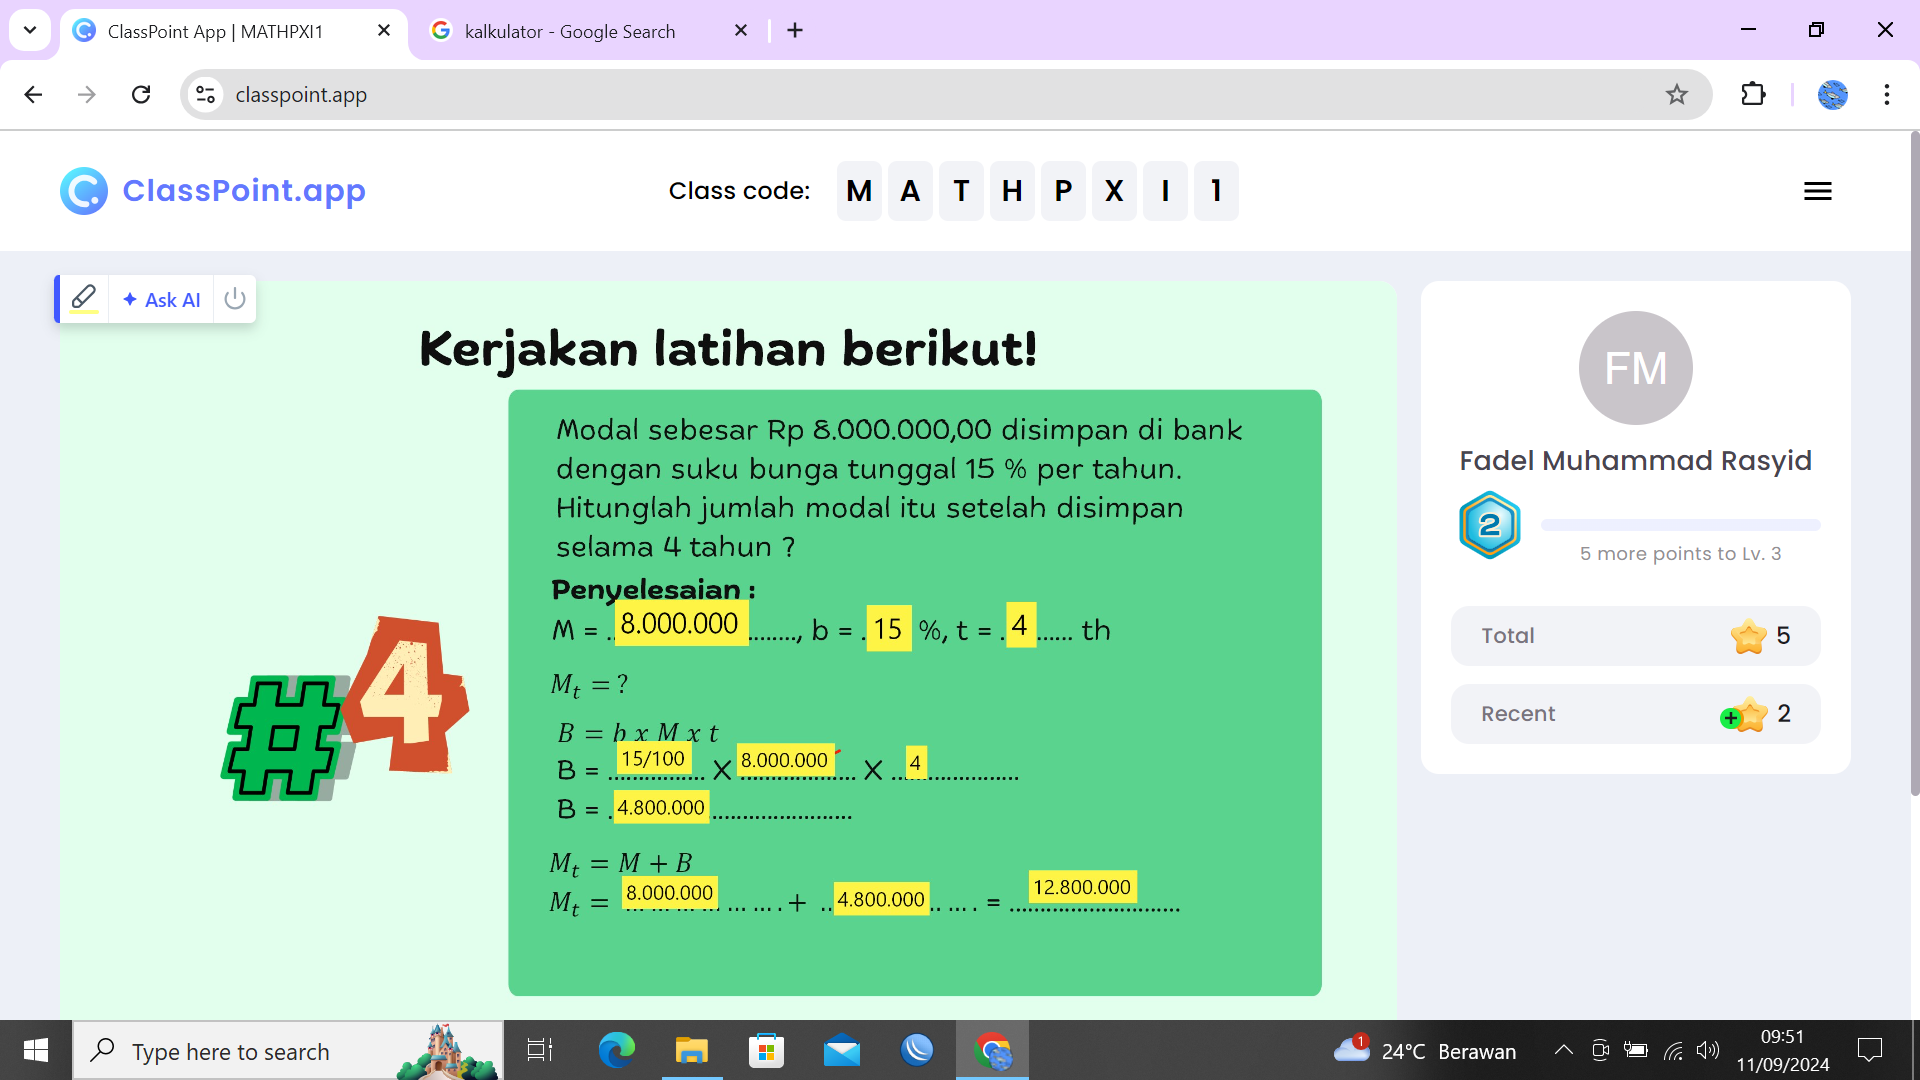 ClassPoint App | MATHPXI1
kalkulator - Google Search
classpoint.app
ClassPoint.app
Class code: M A T H P X I 1
Ask AI
Kerjakan latihan berikut!
Modal sebesar Rp 8.000.000,00 disimpan di bank
dengan suku bunga tunggal 15 % per tahun.
Hitunglah jumlah modal itu setelah disimpan
selama 4 tahun ?
Penyelesaian :
M = ..8.000.000........, b = .15 %, t = .4...... th
M_t = ?
B = b x M x t
B = 15/100 X 8.000.000 X 4
B = .4.800.000.......................
M_t = M + B
M_t = 8.000.000 ... ... . + ..4.800.000.. ... . = 12.800.000
#4
FM
Fadel Muhammad Rasyid
2
5 more points to Lv. 3
Total 5
Recent + 2
Type here to search
1
24°C Berawan
09:51
11/09/2024